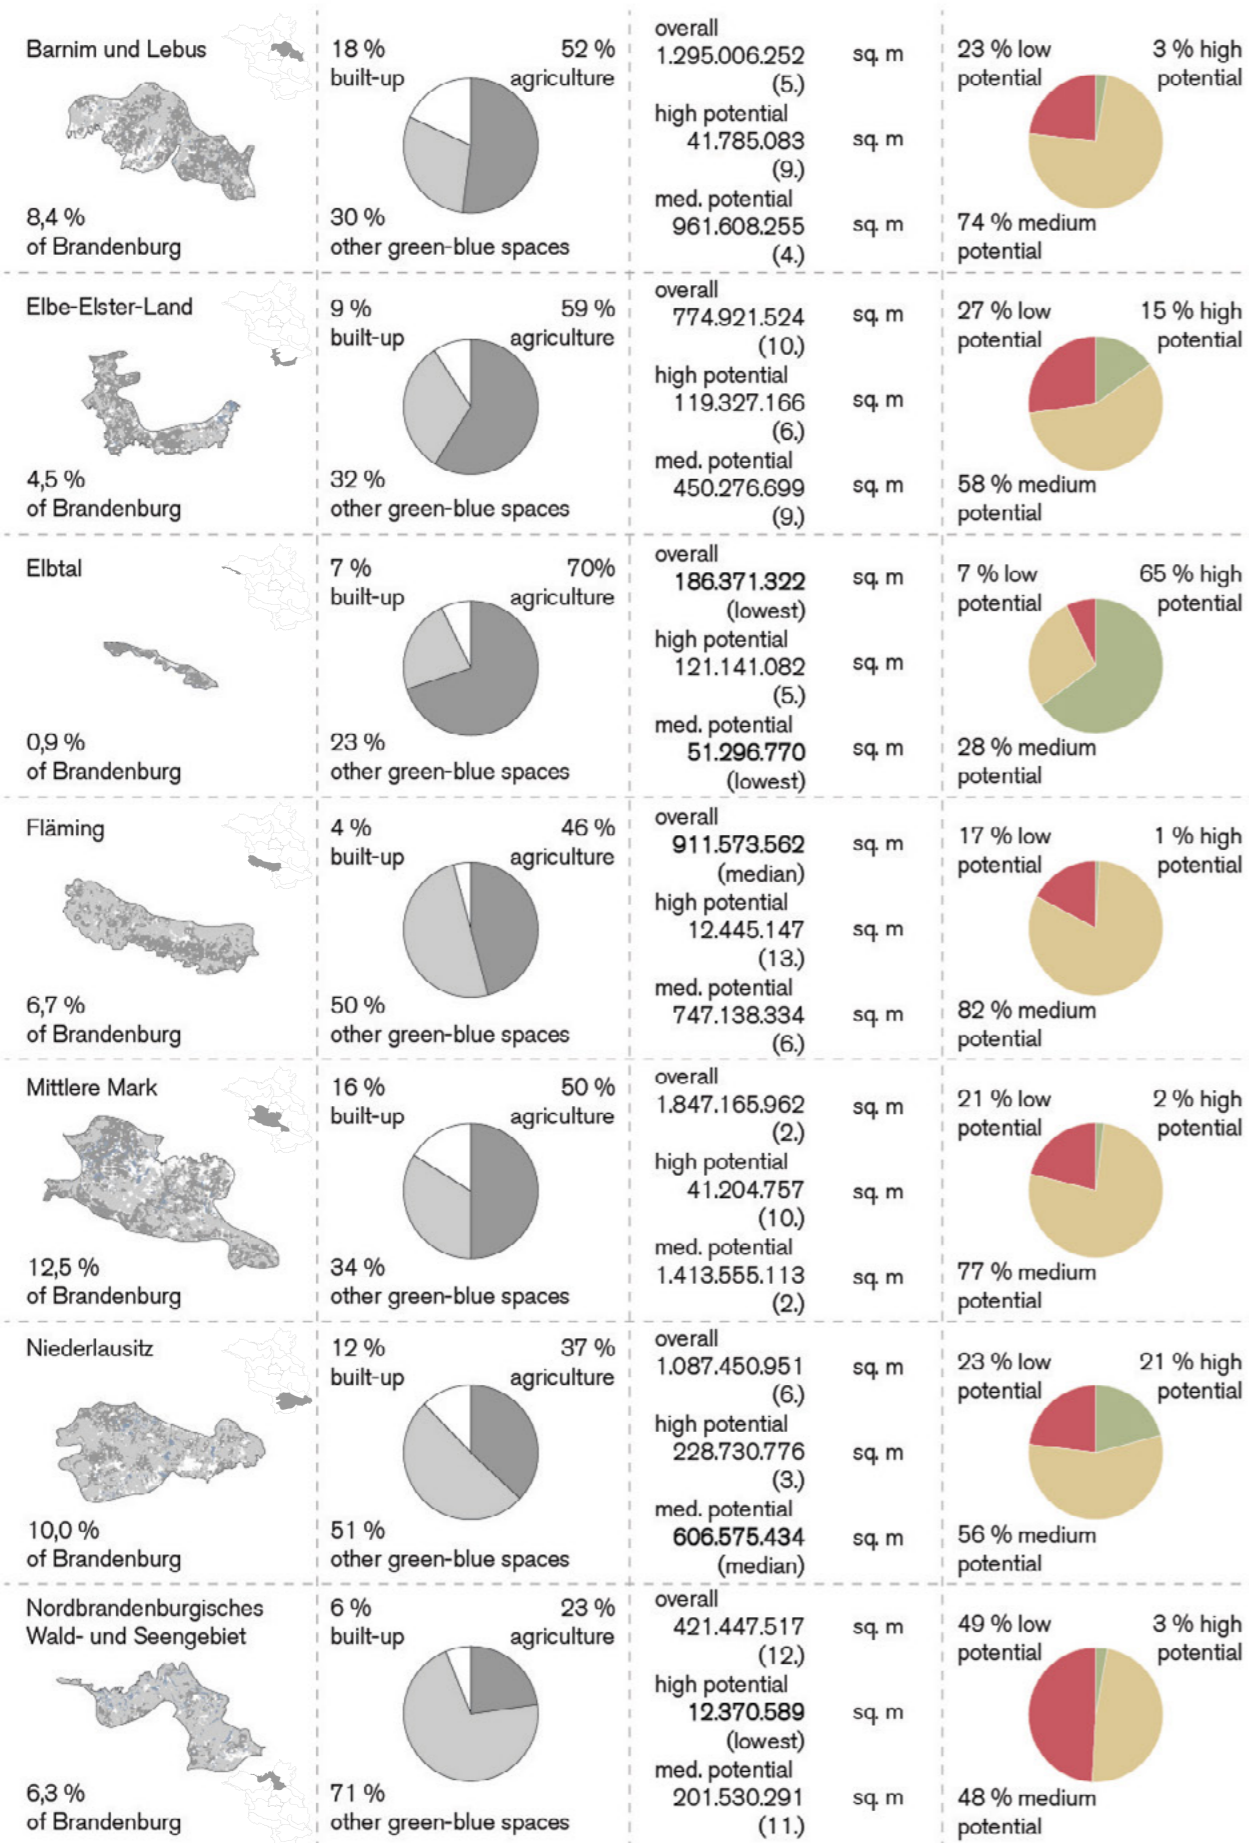 Barnim und Lebus
8,4 %
of Brandenburg
18 %
built-up
52 %
agriculture
30 %
other green-blue spaces
overall
1.295.006.252 sq. m
(5.)
high potential
41.785.083 sq. m
(9.)
med. potential
961.608.255 sq. m
(4.)
23 % low
potential
3 % high
potential
74 % medium
potential
Elbe-Elster-Land
4,5 %
of Brandenburg
9 %
built-up
59 %
agriculture
32 %
other green-blue spaces
overall
774.921.524 sq. m
(10.)
high potential
119.327.166 sq. m
(6.)
med. potential
450.276.699 sq. m
(9.)
27 % low
potential
15 % high
potential
58 % medium
potential
Elbtal
0,9 %
of Brandenburg
7 %
built-up
70%
agriculture
23 %
other green-blue spaces
overall
186.371.322 sq. m
(lowest)
high potential
121.141.082 sq. m
(5.)
med. potential
51.296.770 sq. m
(lowest)
7 % low
potential
65 % high
potential
28 % medium
potential
Fläming
6,7 %
of Brandenburg
4 %
built-up
46 %
agriculture
50 %
other green-blue spaces
overall
911.573.562 sq. m
(median)
high potential
12.445.147 sq. m
(13.)
med. potential
747.138.334 sq. m
(6.)
17 % low
potential
1 % high
potential
82 % medium
potential
Mittlere Mark
12,5 %
of Brandenburg
16 %
built-up
50 %
agriculture
34 %
other green-blue spaces
overall
1.847.165.962 sq. m
(2.)
high potential
41.204.757 sq. m
(10.)
med. potential
1.413.555.113 sq. m
(2.)
21 % low
potential
2 % high
potential
77 % medium
potential
Niederlausitz
10,0 %
of Brandenburg
12 %
built-up
37 %
agriculture
51 %
other green-blue spaces
overall
1.087.450.951 sq. m
(6.)
high potential
228.730.776 sq. m
(3.)
med. potential
606.575.434 sq. m
(median)
23 % low
potential
21 % high
potential
56 % medium
potential
Nordbrandenburgisches
Wald- und Seengebiet
6,3 %
of Brandenburg
6 %
built-up
23 %
agriculture
71 %
other green-blue spaces
overall
421.447.517 sq. m
(12.)
high potential
12.370.589 sq. m
(lowest)
med. potential
201.530.291 sq. m
(11.)
49 % low
potential
3 % high
potential
48 % medium
potential